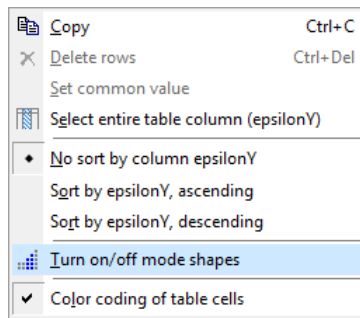 Copy Ctrl+C
Delete rows Ctrl+Del
Set common value
Select entire table column (epsilonY)
No sort by column epsilonY
Sort by epsilonY, ascending
Sort by epsilonY, descending
Turn on/off mode shapes
Color coding of table cells